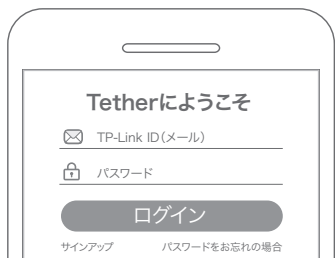 Tetherにようこそ
TP-Link ID(メール)
パスワード
ログイン
サインアップ パスワードをお忘れの場合